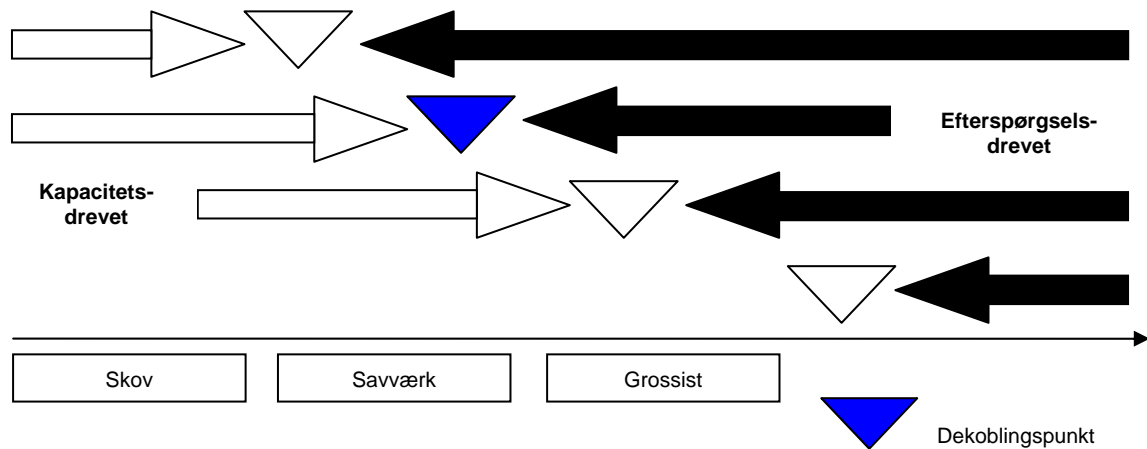 Efterspørgsels-
drevet
Kapacitets-
drevet
Skov
Savværk
Grossist
Dekoblingspunkt